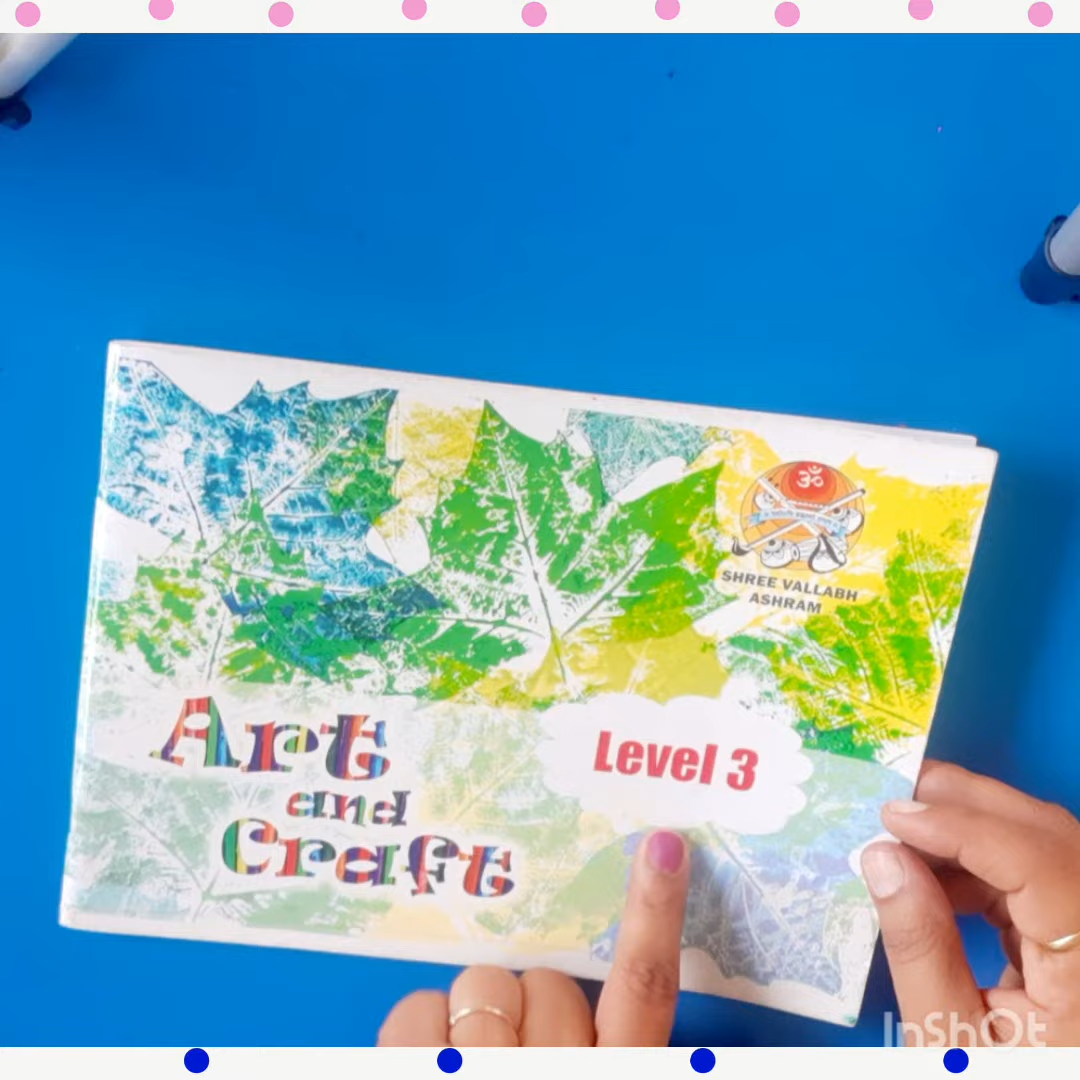 ॐ
SHREE VALLABH
ASHRAM
Level 3
Art
and
Craft
InShOt